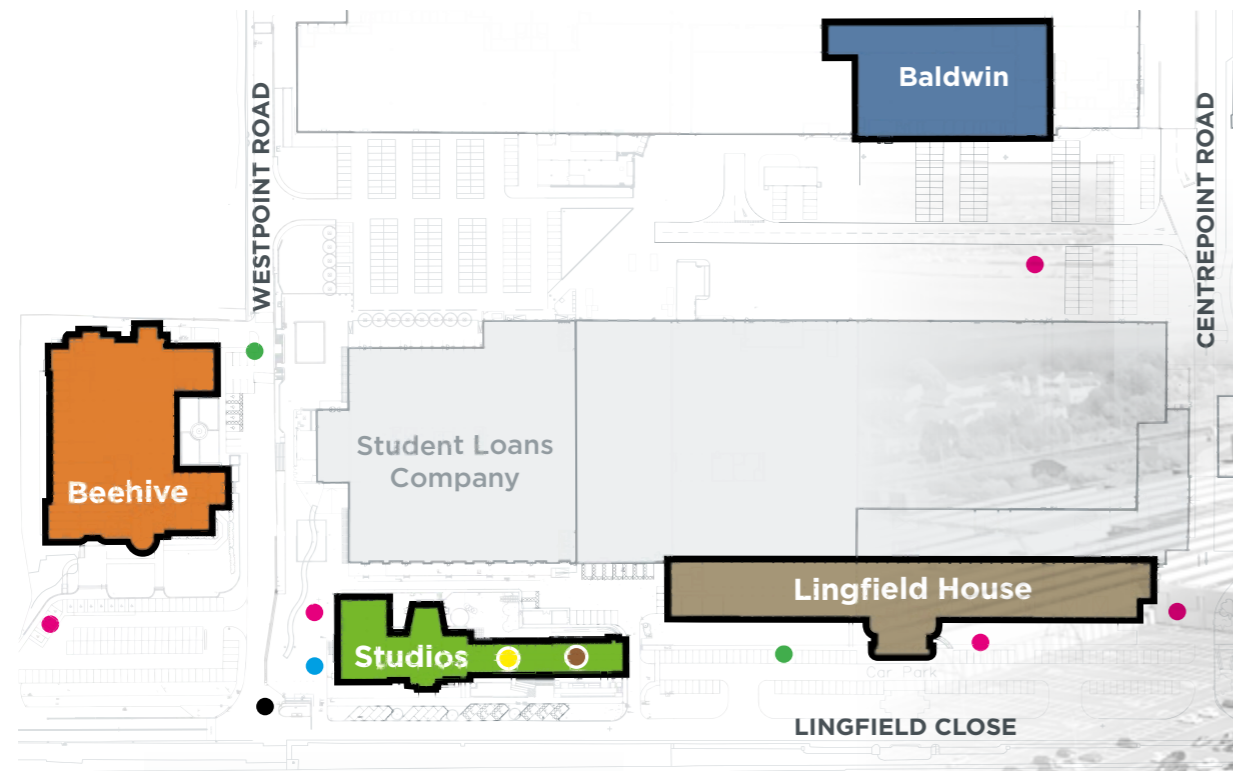 Baldwin
WESTPOINT ROAD
CENTREPOINT ROAD
Student Loans
Company
Beehive
Lingfield House
Studios
Car Park
LINGFIELD CLOSE